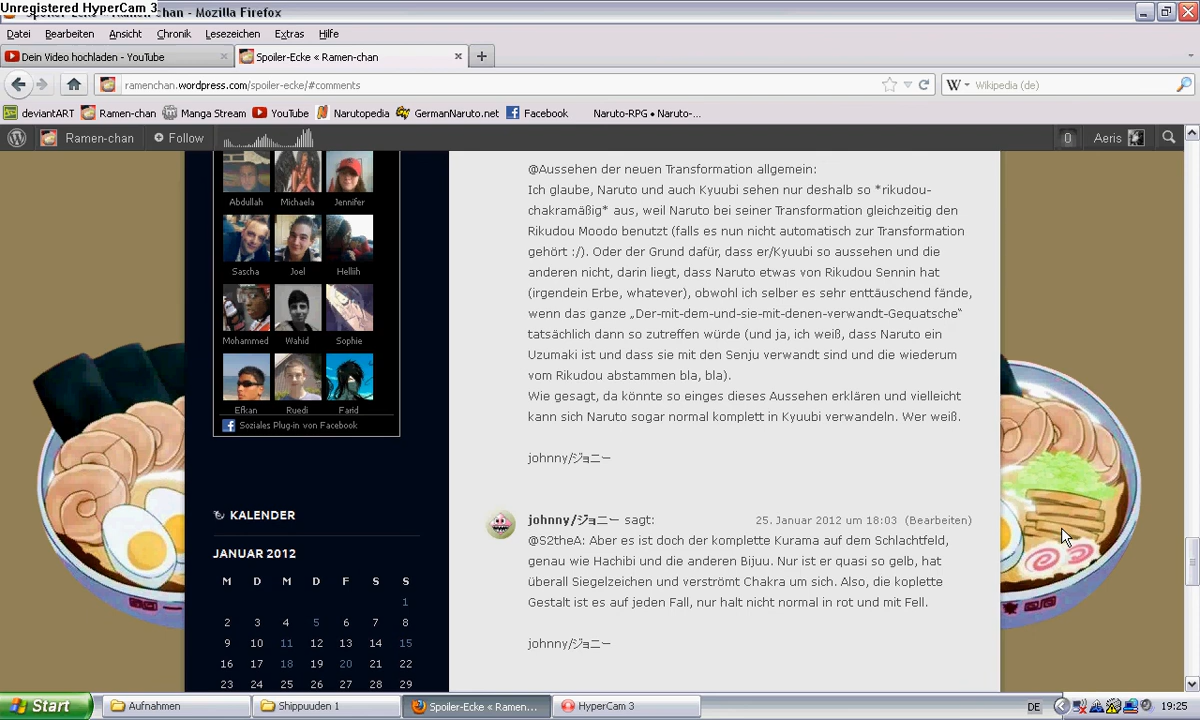 Unregistered HyperCam 3
Spoiler-Ecke « Ramen-chan - Mozilla Firefox
Datei Bearbeiten Ansicht Chronik Lesezeichen Extras Hilfe
Dein Video hochladen - YouTube
Spoiler-Ecke « Ramen-chan
ramenchan.wordpress.com/spoiler-ecke/#comments
Wikipedia (de)
deviantART Ramen-chan Manga Stream YouTube Narutopedia GermanNaruto.net Facebook Naruto-RPG • Naruto-...
Ramen-chan Follow 0 Aeris
Abdullah Michaela Jennifer
Sascha Joel Helliih
Mohammed Wahid Sophie
Efkan Ruedi Farid
Soziales Plug-in von Facebook
KALENDER
JANUAR 2012
M D M D F S S
1
2 3 4 5 6 7 8
9 10 11 12 13 14 15
16 17 18 19 20 21 22
23 24 25 26 27 28 29
@Aussehen der neuen Transformation allgemein:
Ich glaube, Naruto und auch Kyuubi sehen nur deshalb so *rikudou-
chakramäßig* aus, weil Naruto bei seiner Transformation gleichzeitig den
Rikudou Moodo benutzt (falls es nun nicht automatisch zur Transformation
gehört :/). Oder der Grund dafür, dass er/Kyuubi so aussehen und die
anderen nicht, darin liegt, dass Naruto etwas von Rikudou Sennin hat
(irgendein Erbe, whatever), obwohl ich selber es sehr enttäuschend fände,
wenn das ganze „Der-mit-dem-und-sie-mit-denen-verwandt-Gequatsche“
tatsächlich dann so zutreffen würde (und ja, ich weiß, dass Naruto ein
Uzumaki ist und dass sie mit den Senju verwandt sind und die wiederum
vom Rikudou abstammen bla, bla).
Wie gesagt, da könnte so einges dieses Aussehen erklären und vielleicht
kann sich Naruto sogar normal komplett in Kyuubi verwandeln. Wer weiß.
johnny/ジョニー
johnny/ジョニー sagt: 25. Januar 2012 um 18:03 (Bearbeiten)
@S2theA: Aber es ist doch der komplette Kurama auf dem Schlachtfeld,
genau wie Hachibi und die anderen Bijuu. Nur ist er quasi so gelb, hat
überall Siegelzeichen und verströmt Chakra um sich. Also, die koplette
Gestalt ist es auf jeden Fall, nur halt nicht normal in rot und mit Fell.
johnny/ジョニー
Start Aufnahmen Shippuuden 1 Spoiler-Ecke « Ramen... HyperCam 3 DE 19:25